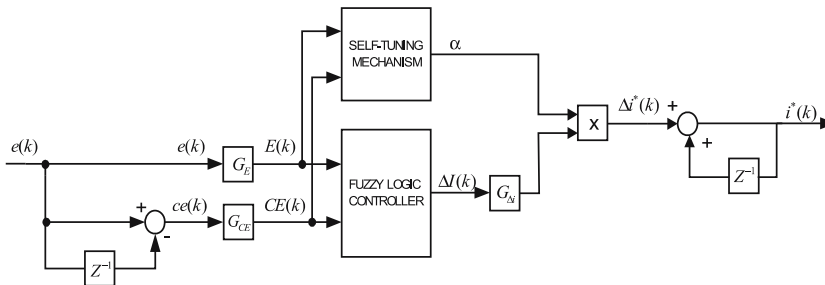 SELF-TUNING
MECHANISM
α
e(k)
e(k)
G_E
E(k)
X
Δi*(k)
+
i*(k)
+
Z⁻¹
FUZZY LOGIC
CONTROLLER
ΔI(k)
G_Δi
+
-
ce(k)
G_CE
CE(k)
Z⁻¹